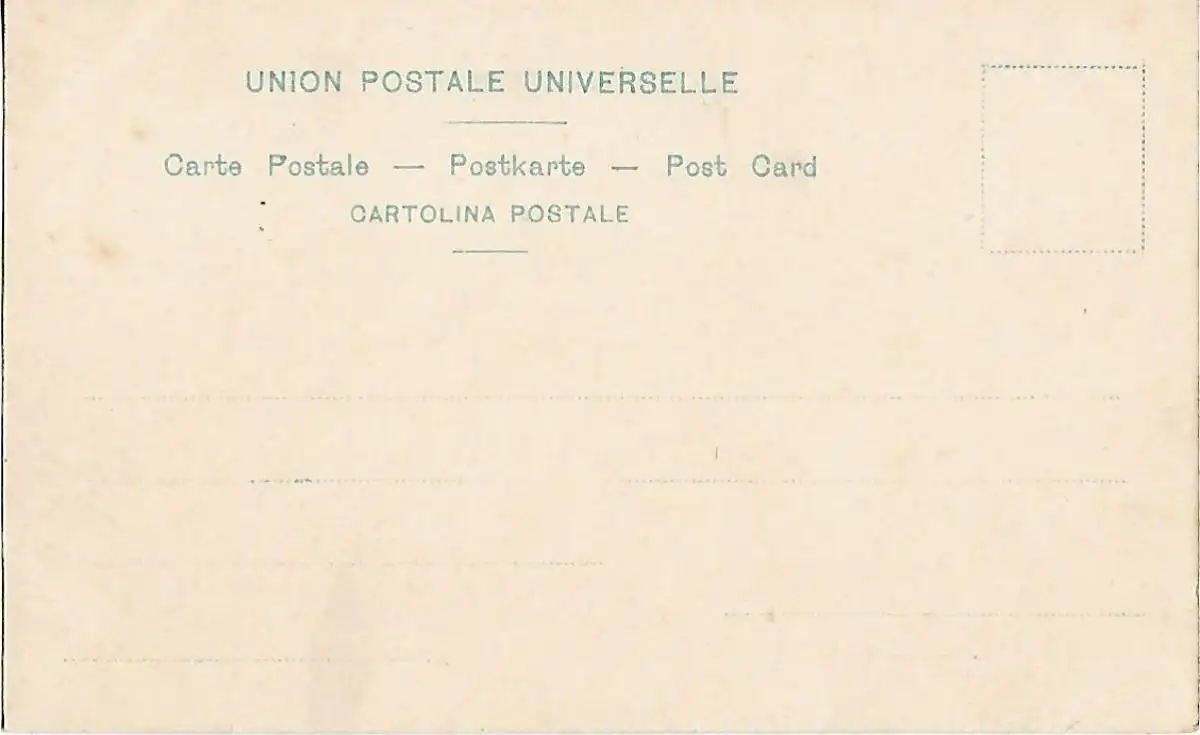 UNION POSTALE UNIVERSELLE
Carte Postale — Postkarte — Post Card
CARTOLINA POSTALE